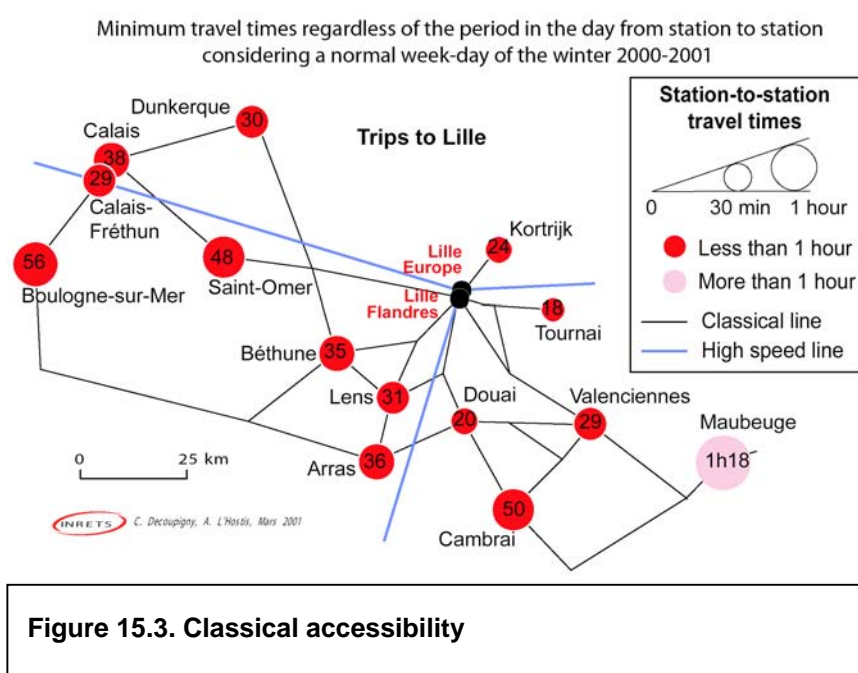 Minimum travel times regardless of the period in the day from station to station
considering a normal week-day of the winter 2000-2001
Trips to Lille
Dunkerque
30
Calais
38
29
Calais-
Fréthun
56
Boulogne-sur-Mer
48
Saint-Omer
Kortrijk
24
Lille
Europe
Lille
Flandres
18
Tournai
Béthune
35
Lens
31
Douai
20
Valenciennes
29
Maubeuge
1h18
Arras
36
50
Cambrai
0 25 km
INRETS
C. Decoupigny, A. L'Hostis, Mars 2001
Station-to-station
travel times
0 30 min 1 hour
Less than 1 hour
More than 1 hour
Classical line
High speed line
Figure 15.3. Classical accessibility